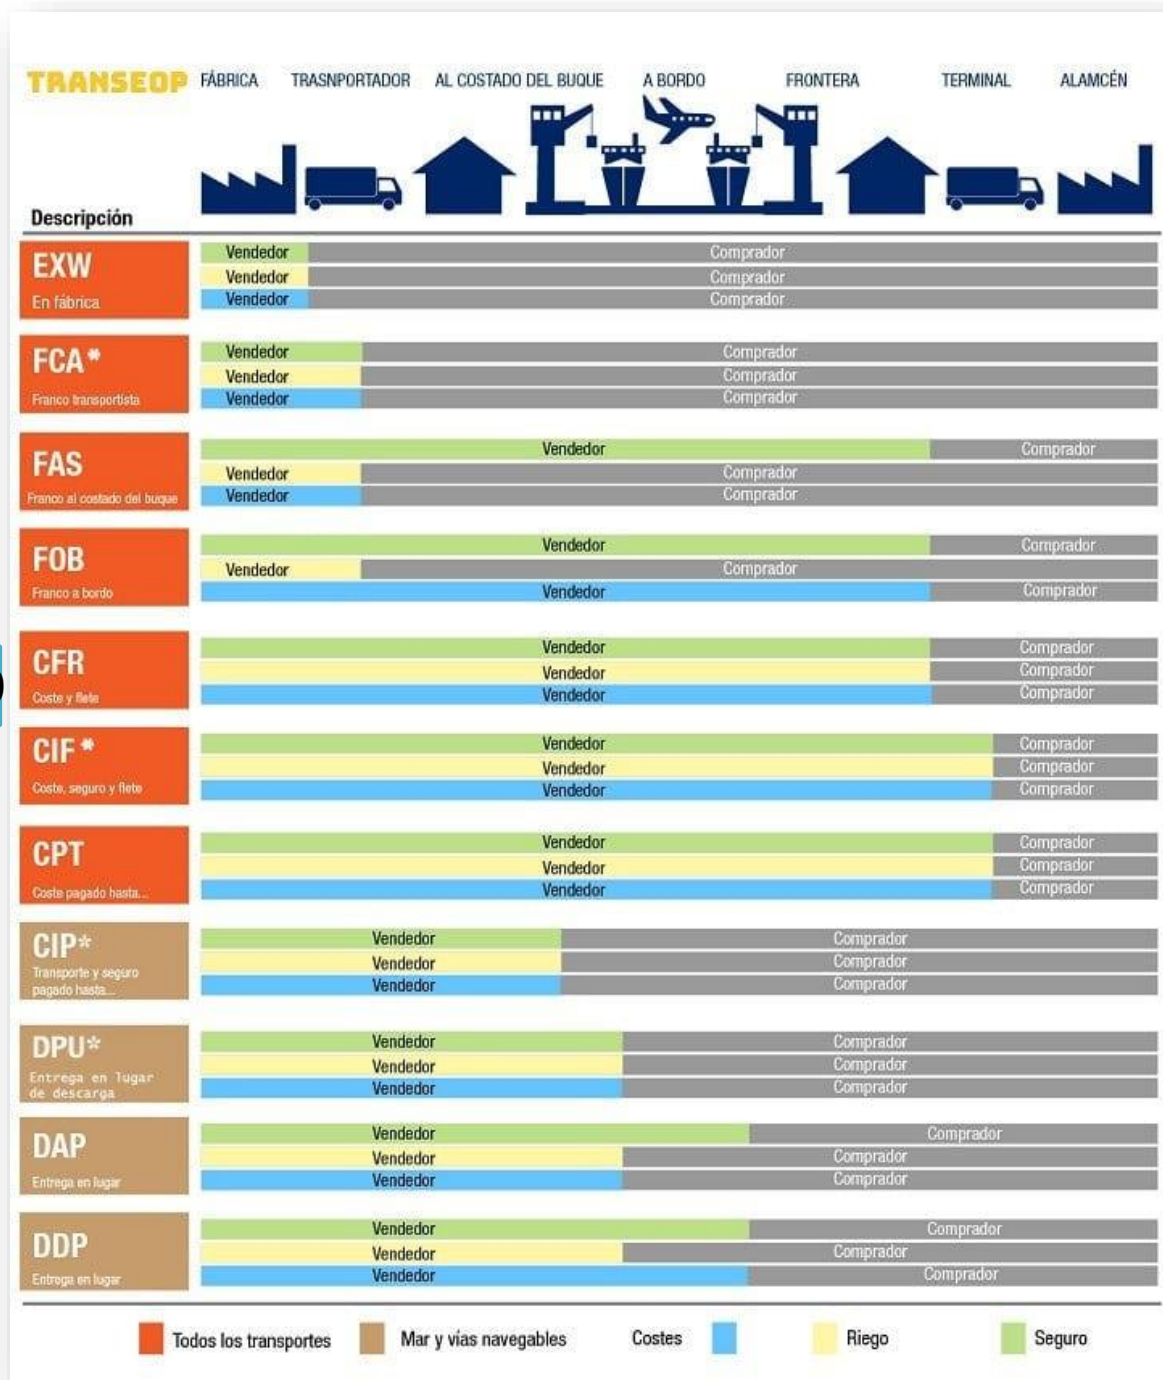 TRANSEOP FÁBRICA TRASNPORTADOR AL COSTADO DEL BUQUE A BORDO FRONTERA TERMINAL ALAMCÉN
Descripción
EXW
En fábrica
Vendedor Comprador
Vendedor Comprador
Vendedor Comprador
FCA*
Franco transportista
Vendedor Comprador
Vendedor Comprador
Vendedor Comprador
FAS
Franco al costado del buque
Vendedor Comprador
Vendedor Comprador
Vendedor Comprador
FOB
Franco a bordo
Vendedor Comprador
Vendedor Comprador
Vendedor Comprador
CFR
Coste y flete
Vendedor Comprador
Vendedor Comprador
Vendedor Comprador
CIF*
Coste, seguro y flete
Vendedor Comprador
Vendedor Comprador
Vendedor Comprador
CPT
Coste pagado hasta...
Vendedor Comprador
Vendedor Comprador
Vendedor Comprador
CIP*
Transporte y seguro
pagado hasta...
Vendedor Comprador
Vendedor Comprador
Vendedor Comprador
DPU*
Entrega en lugar
de descarga
Vendedor Comprador
Vendedor Comprador
Vendedor Comprador
DAP
Entrega en lugar
Vendedor Comprador
Vendedor Comprador
Vendedor Comprador
DDP
Entrega en lugar
Vendedor Comprador
Vendedor Comprador
Vendedor Comprador
Todos los transportes Mar y vías navegables Costes Riego Seguro